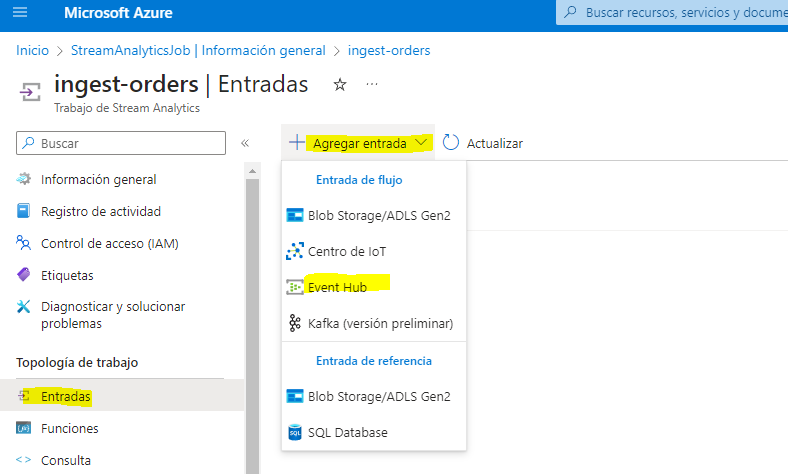 Microsoft Azure
Buscar recursos, servicios y docume
Inicio > StreamAnalyticsJob | Información general > ingest-orders
ingest-orders | Entradas
Trabajo de Stream Analytics
Buscar
Agregar entrada
Actualizar
Información general
Registro de actividad
Control de acceso (IAM)
Etiquetas
Diagnosticar y solucionar
problemas
Topología de trabajo
Entradas
Funciones
Consulta
Entrada de flujo
Blob Storage/ADLS Gen2
Centro de IoT
Event Hub
Kafka (versión preliminar)
Entrada de referencia
Blob Storage/ADLS Gen2
SQL Database